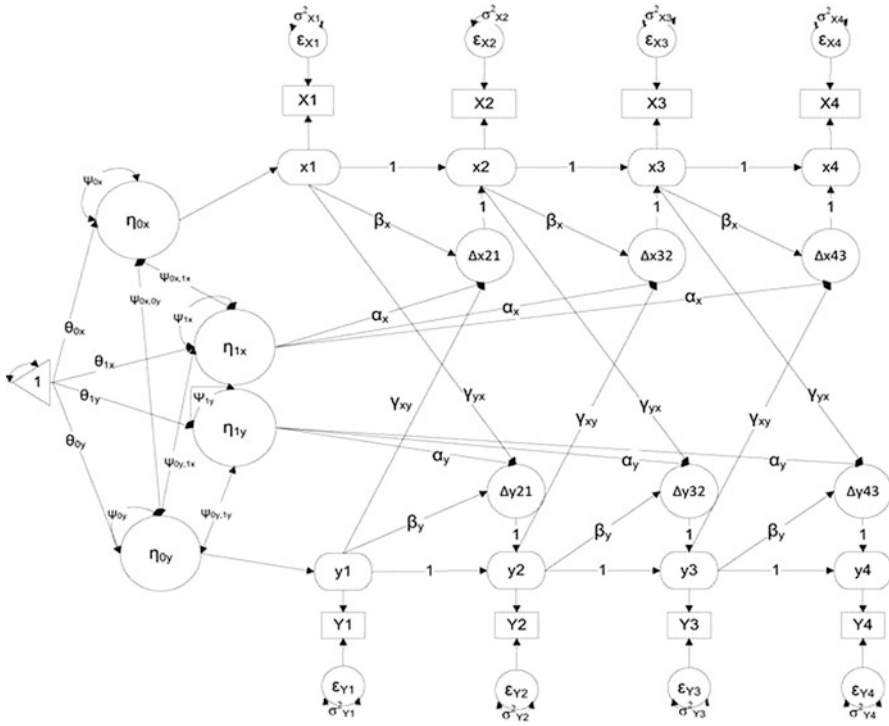 σ²X1 σ²X2 σ²X3 σ²X4
εX1 εX2 εX3 εX4
X1 X2 X3 X4
x1 1 x2 1 x3 1 x4
ψ0x
η0x
βx 1 βx 1 βx 1
Δx21 Δx32 Δx43
ψ0x,1x
ψ0x,0y
θ0x
ψ1x
αx αx αx
θ1x η1x
1
θ1y ψ1y
γxy γyx γxy γyx γxy γyx
η1y
θ0y
αy αy αy
ψ0y,1x
Δy21 Δy32 Δy43
ψ0y ψ0y,1y
βy 1 βy 1 βy 1
η0y
y1 1 y2 1 y3 1 y4
Y1 Y2 Y3 Y4
εY1 εY2 εY3 εY4
σ²Y1 σ²Y2 σ²Y3 σ²Y4